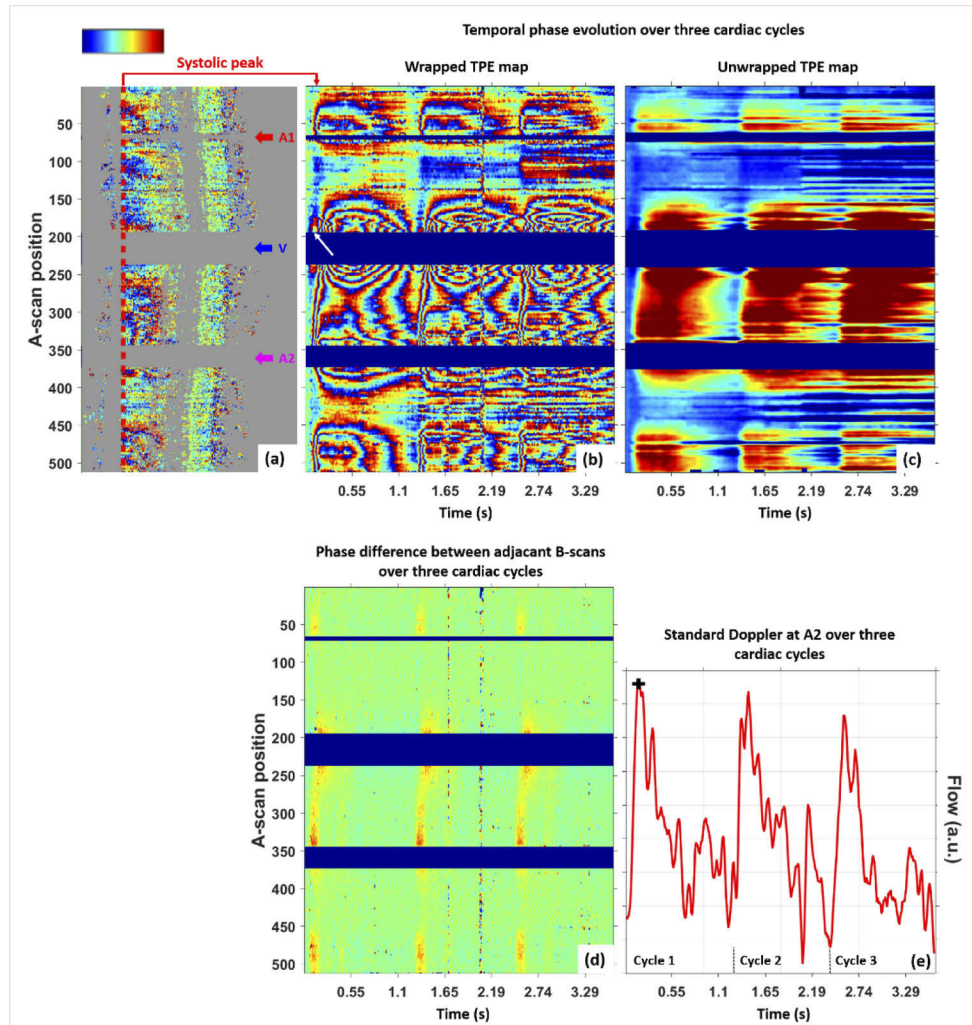 Temporal phase evolution over three cardiac cycles
Systolic peak
Wrapped TPE map
Unwrapped TPE map
A-scan position
50
100
150
200
250
300
350
400
450
500
A1
V
A2
(a)
(b)
(c)
0.55 1.1 1.65 2.19 2.74 3.29
Time (s)
0.55 1.1 1.65 2.19 2.74 3.29
Time (s)
Phase difference between adjacant B-scans
over three cardiac cycles
A-scan position
50
100
150
200
250
300
350
400
450
500
(d)
0.55 1.1 1.65 2.19 2.74 3.29
Time (s)
Standard Doppler at A2 over three
cardiac cycles
Flow (a.u.)
Cycle 1 Cycle 2 Cycle 3 (e)
0.55 1.1 1.65 2.19 2.74 3.29
Time (s)